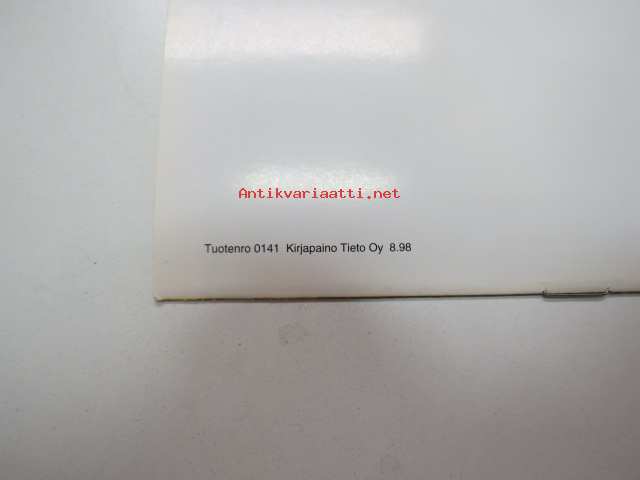 Antikvariaatti.net
Tuotenro 0141 Kirjapaino Tieto Oy 8.98